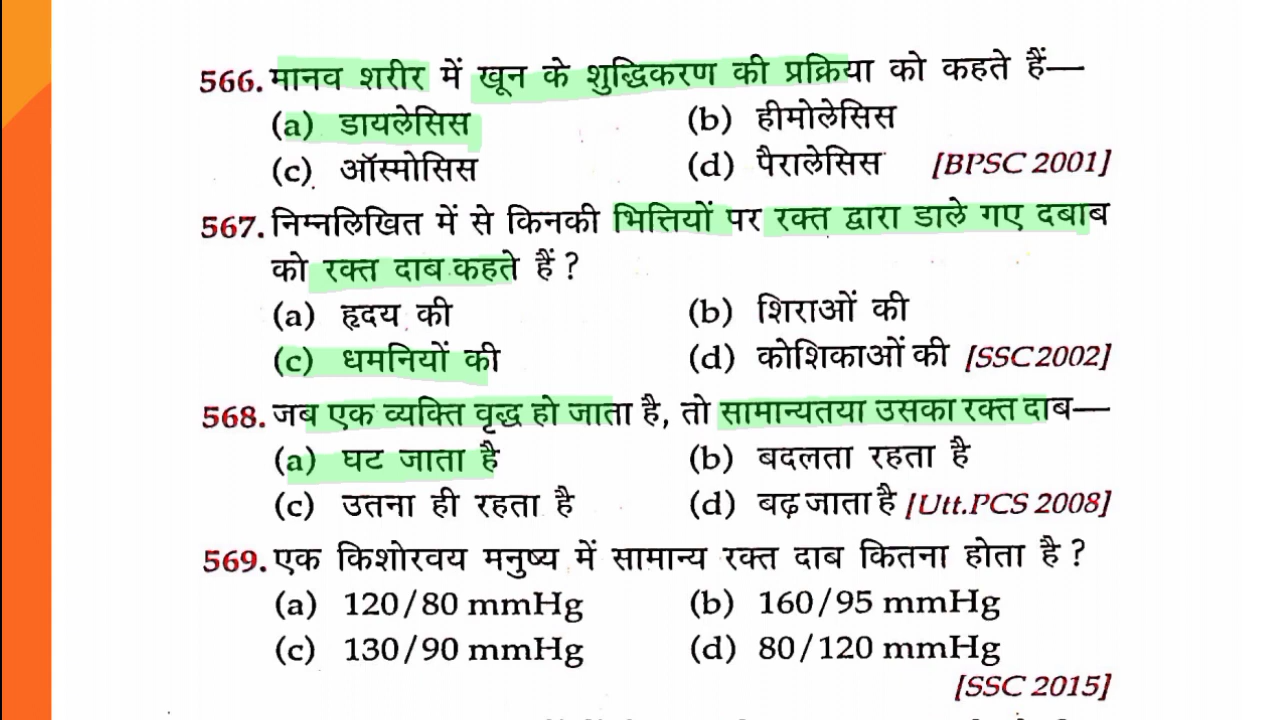 566. मानव शरीर में खून के शुद्धिकरण की प्रक्रिया को कहते हैं—
(a) डायलेसिस (b) हीमोलेसिस
(c) ऑस्मोसिस (d) पैरालेसिस [BPSC 2001]
567. निम्नलिखित में से किनकी भित्तियों पर रक्त द्वारा डाले गए दबाब
को रक्त दाब कहते हैं ?
(a) हृदय की (b) शिराओं की
(c) धमनियों की (d) कोशिकाओं की [SSC 2002]
568. जब एक व्यक्ति वृद्ध हो जाता है, तो सामान्यतया उसका रक्त दाब—
(a) घट जाता है (b) बदलता रहता है
(c) उतना ही रहता है (d) बढ़ जाता है [Utt.PCS 2008]
569. एक किशोरवय मनुष्य में सामान्य रक्त दाब कितना होता है ?
(a) 120/80 mmHg (b) 160/95 mmHg
(c) 130/90 mmHg (d) 80/120 mmHg
[SSC 2015]